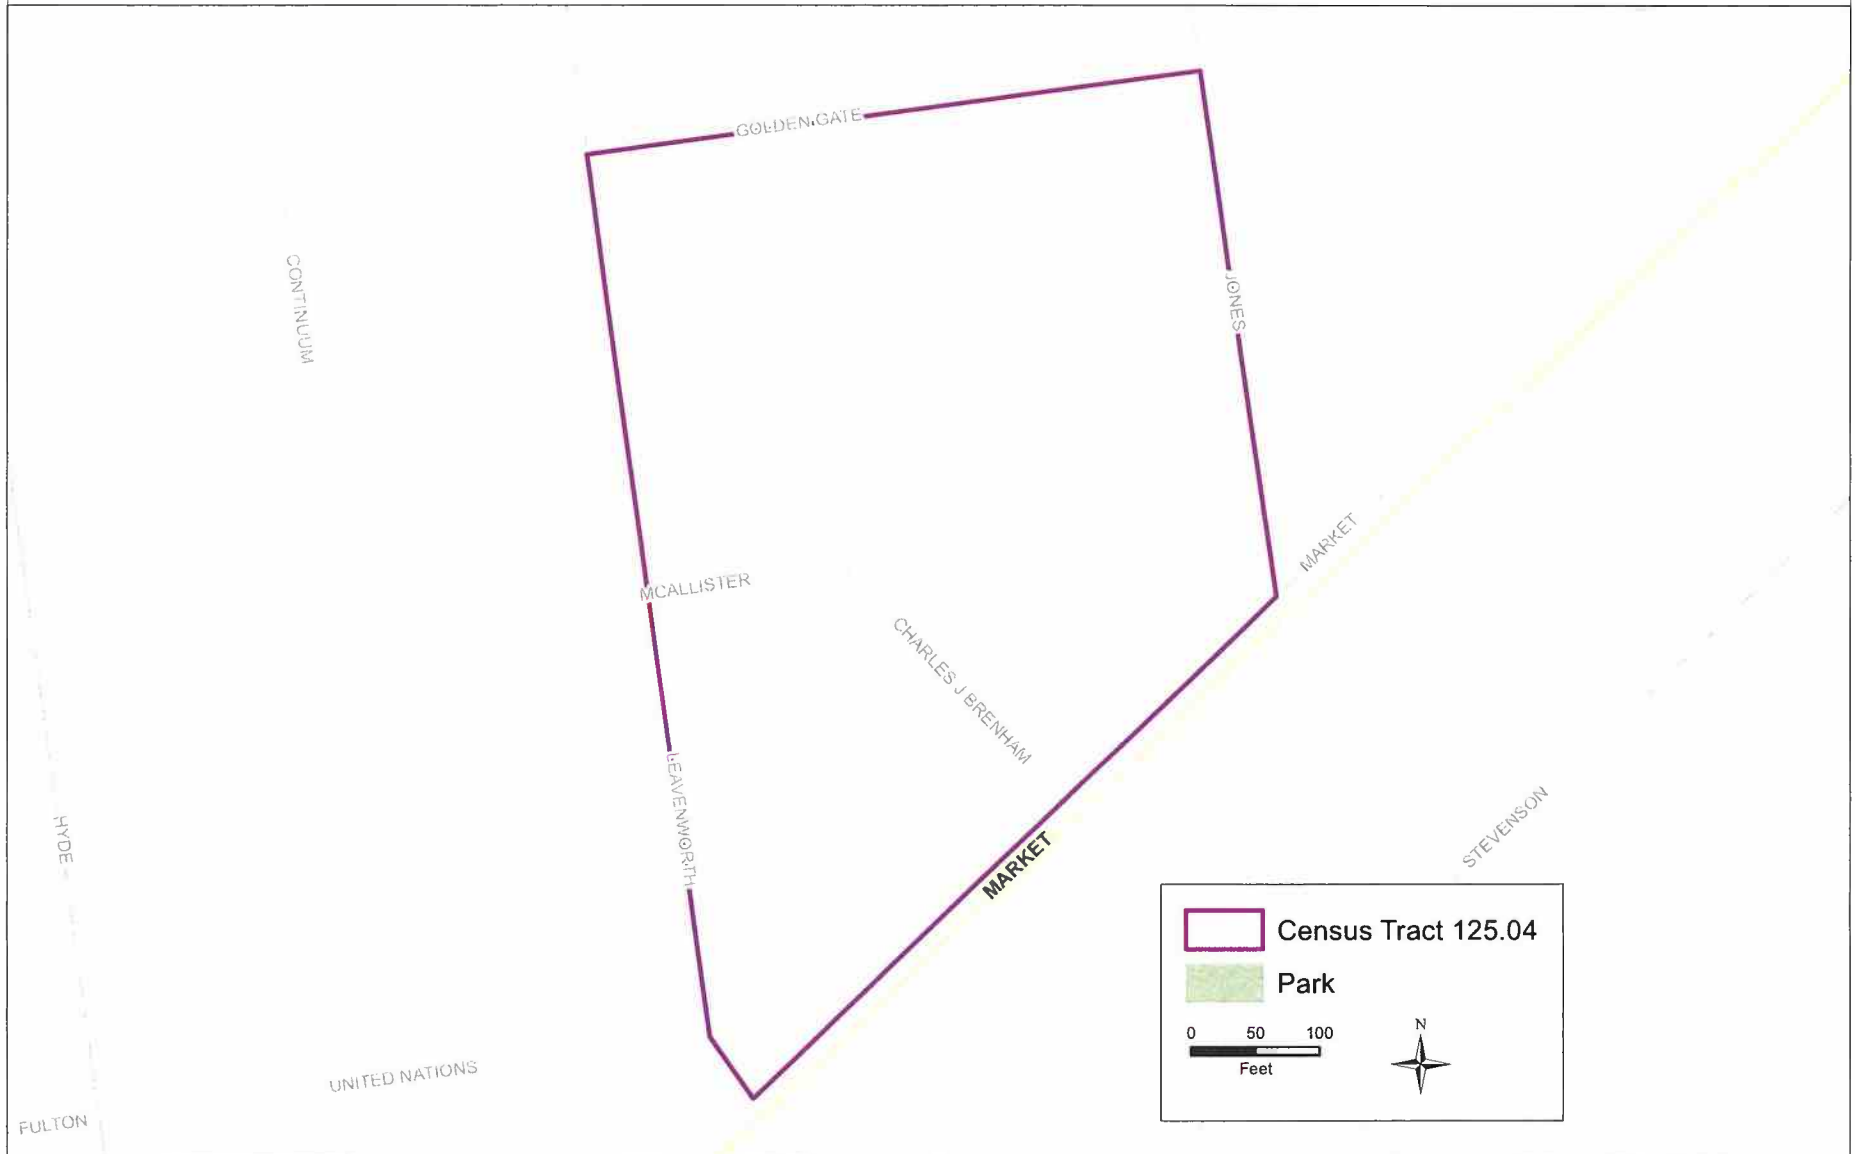 GOLDEN GATE
CONTINUUM
JONES
MARKET
MCALLISTER
CHARLES J BRENHAM
LEAVENWORTH
HYDE
MARKET
STEVENSON
UNITED NATIONS
FULTON
Census Tract 125.04
Park
0 50 100
Feet
N